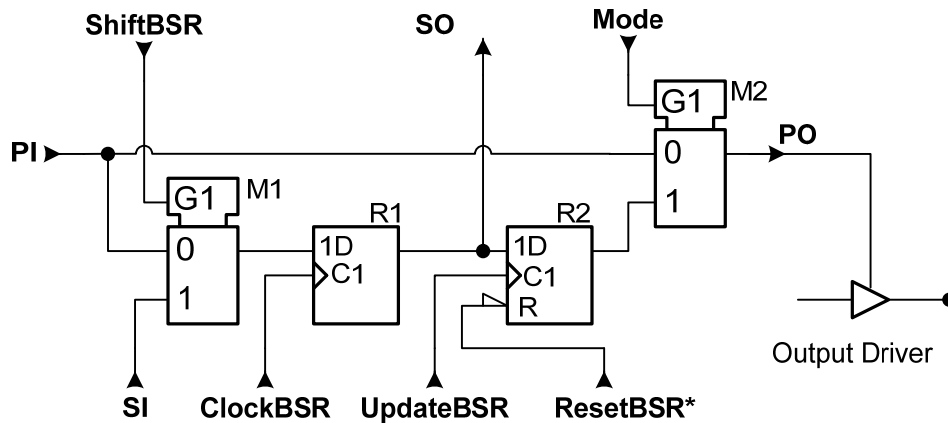 ShiftBSR SO Mode
G1 M2
PI 0 PO
G1 M1 1
R1 R2
0 1D 1D
C1 C1
1 R
Output Driver
SI ClockBSR UpdateBSR ResetBSR*